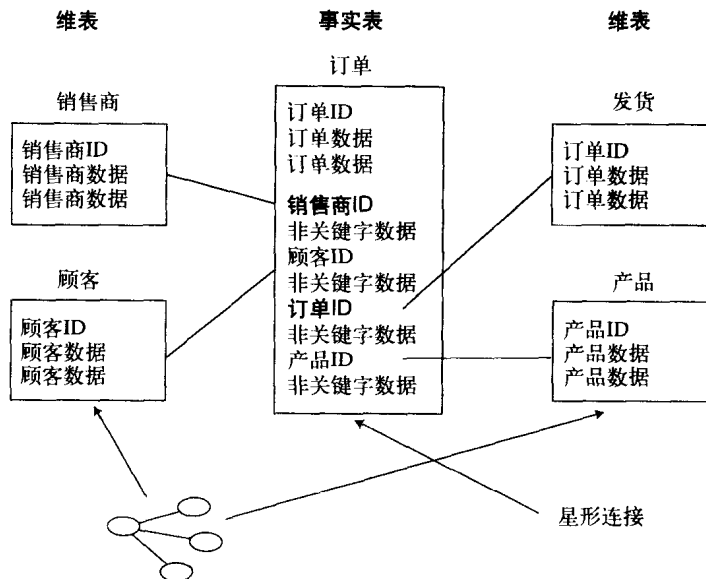 维表
事实表
维表
订单
销售商
发货
销售商ID
销售商数据
销售商数据
订单ID
订单数据
订单数据
销售商ID
非关键字数据
顾客ID
非关键字数据
订单ID
非关键字数据
产品ID
非关键字数据
订单ID
订单数据
订单数据
顾客
产品
顾客ID
顾客数据
顾客数据
产品ID
产品数据
产品数据
星形连接